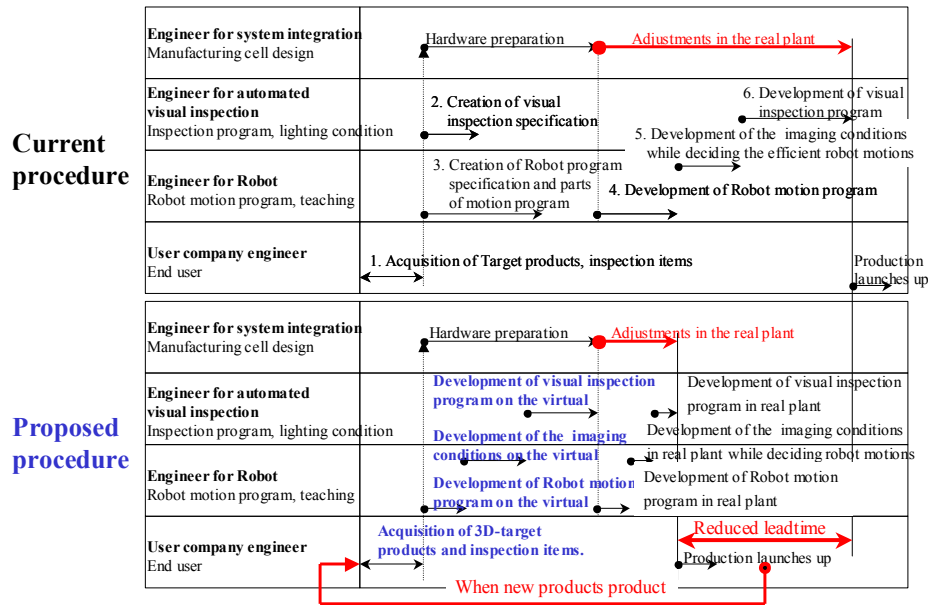 Current
procedure
Engineer for system integration
Manufacturing cell design
Hardware preparation
Adjustments in the real plant
Engineer for automated
visual inspection
Inspection program, lighting condition
2. Creation of visual
inspection specification
6. Development of visual
inspection program
5. Development of the imaging conditions
while deciding the efficient robot motions
Engineer for Robot
Robot motion program, teaching
3. Creation of Robot program
specification and parts
of motion program
4. Development of Robot motion program
User company engineer
End user
1. Acquisition of Target products, inspection items
Production
launches up
Proposed
procedure
Engineer for system integration
Manufacturing cell design
Hardware preparation
Adjustments in the real plant
Engineer for automated
visual inspection
Inspection program, lighting condition
Development of visual inspection
program on the virtual
Development of visual inspection
program in real plant
Development of the imaging
conditions on the virtual
Development of the imaging conditions
in real plant while deciding robot motions
Engineer for Robot
Robot motion program, teaching
Development of Robot motion
program on the virtual
Development of Robot motion
program in real plant
User company engineer
End user
Acquisition of 3D-target
products and inspection items.
Reduced leadtime
Production launches up
When new products product